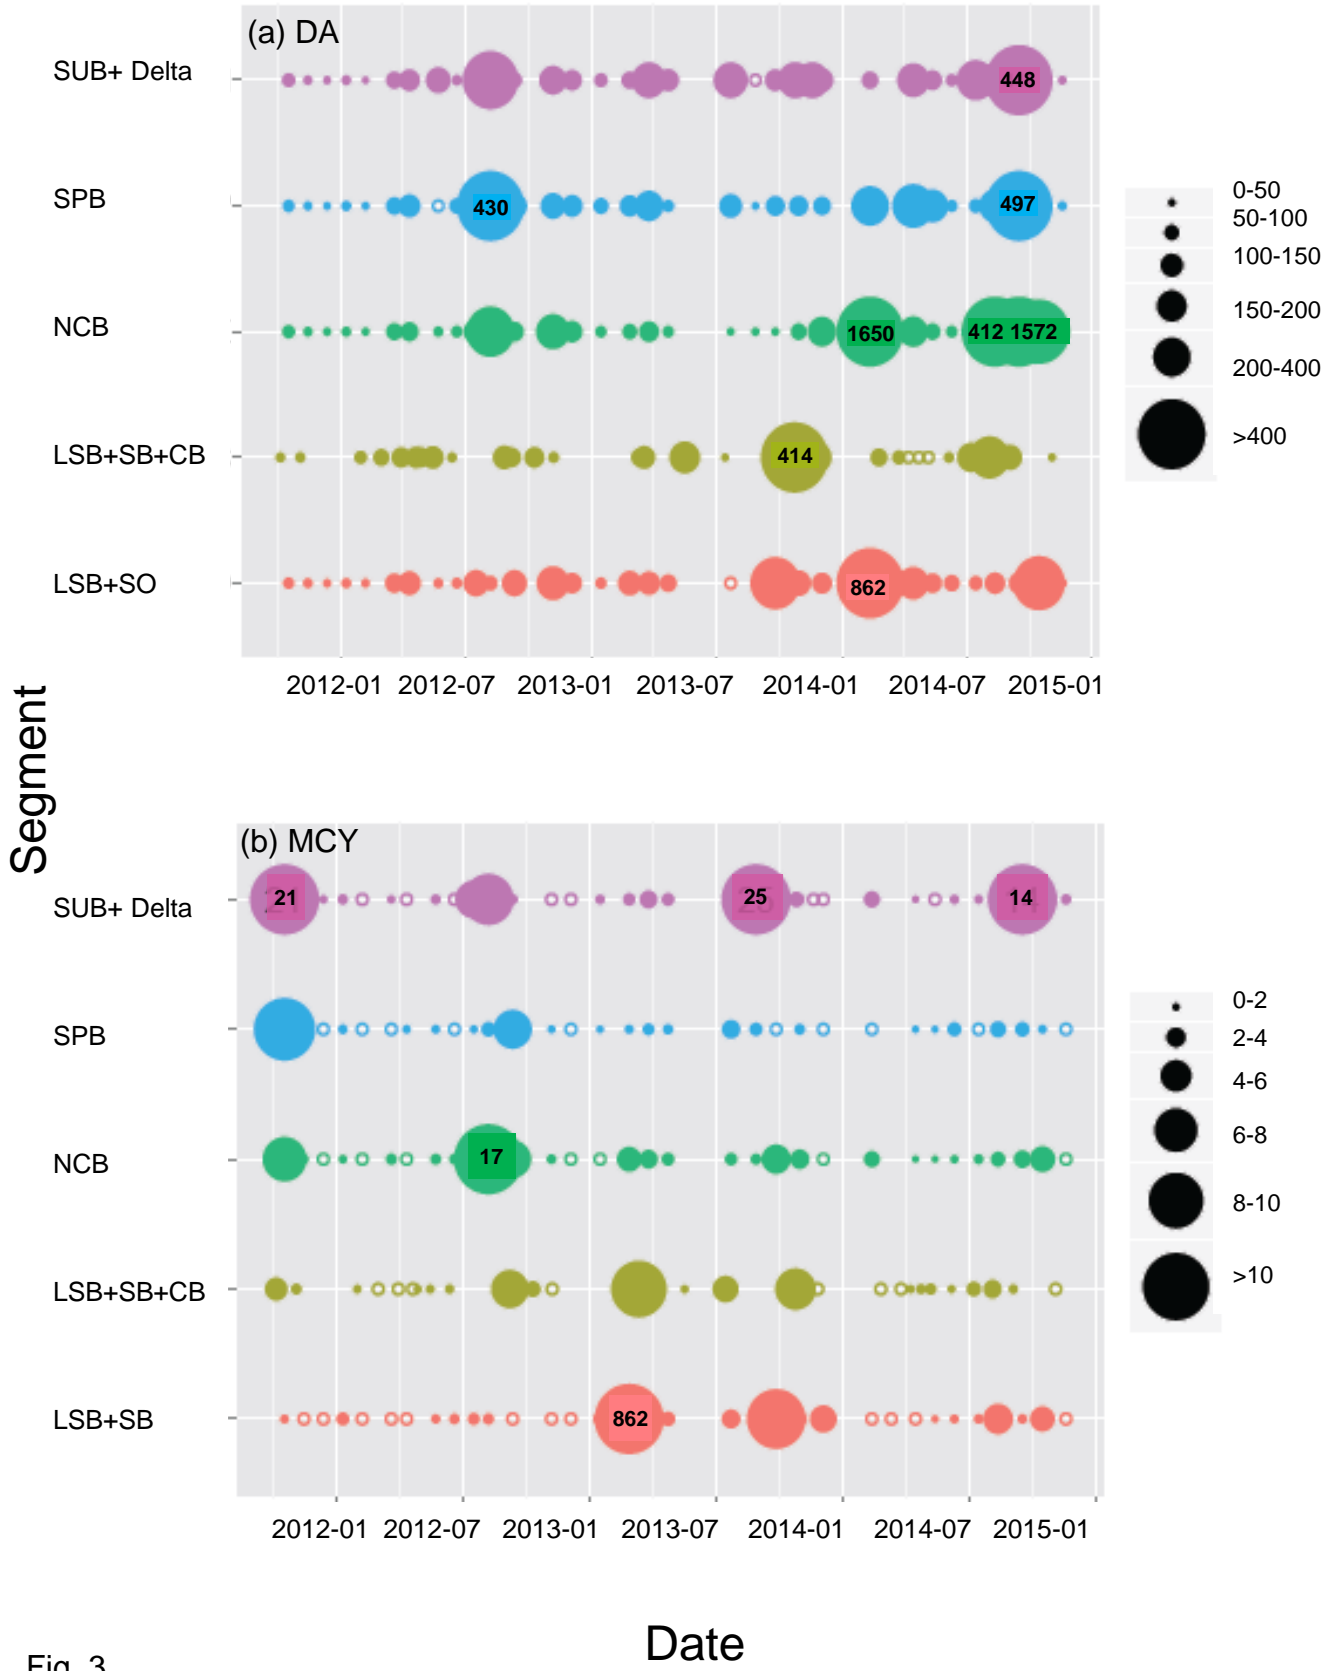 (a) DA
SUB+ Delta
448
SPB
430
497
NCB
1650
412 1572
LSB+SB+CB
414
LSB+SO
862
0-50
50-100
100-150
150-200
200-400
>400
2012-01 2012-07 2013-01 2013-07 2014-01 2014-07 2015-01
Segment
(b) MCY
SUB+ Delta
21
25
14
SPB
NCB
17
LSB+SB+CB
LSB+SB
862
0-2
2-4
4-6
6-8
8-10
>10
2012-01 2012-07 2013-01 2013-07 2014-01 2014-07 2015-01
Date
Fig. 3